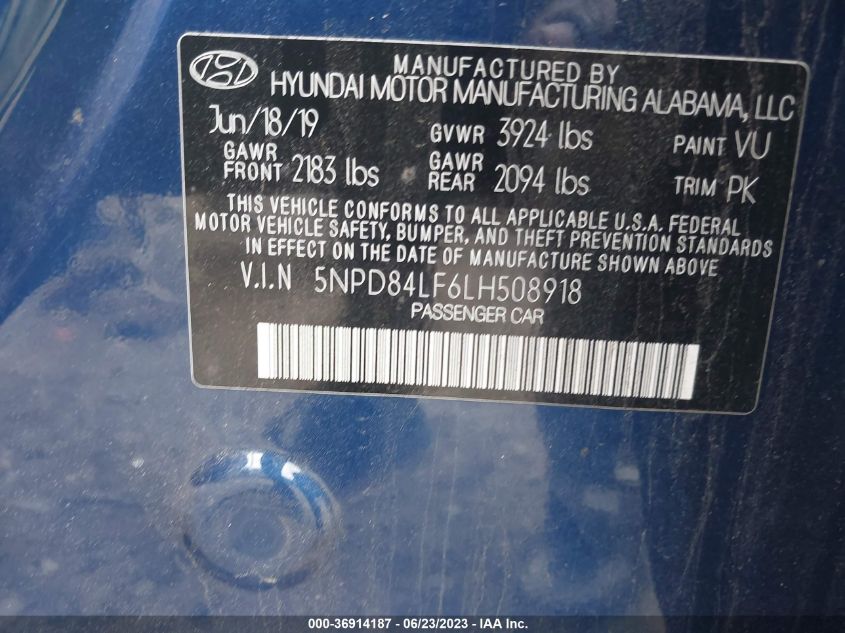 MANUFACTURED BY
HYUNDAI MOTOR MANUFACTURING ALABAMA, LLC
Jun/18/19 GVWR 3924 lbs PAINT VU
GAWR FRONT 2183 lbs GAWR REAR 2094 lbs TRIM PK
THIS VEHICLE CONFORMS TO ALL APPLICABLE U.S.A. FEDERAL
MOTOR VEHICLE SAFETY, BUMPER, AND THEFT PREVENTION STANDARDS
IN EFFECT ON THE DATE OF MANUFACTURE SHOWN ABOVE
V.I.N 5NPD84LF6LH508918
PASSENGER CAR
000-36914187 - 06/23/2023 - IAA Inc.